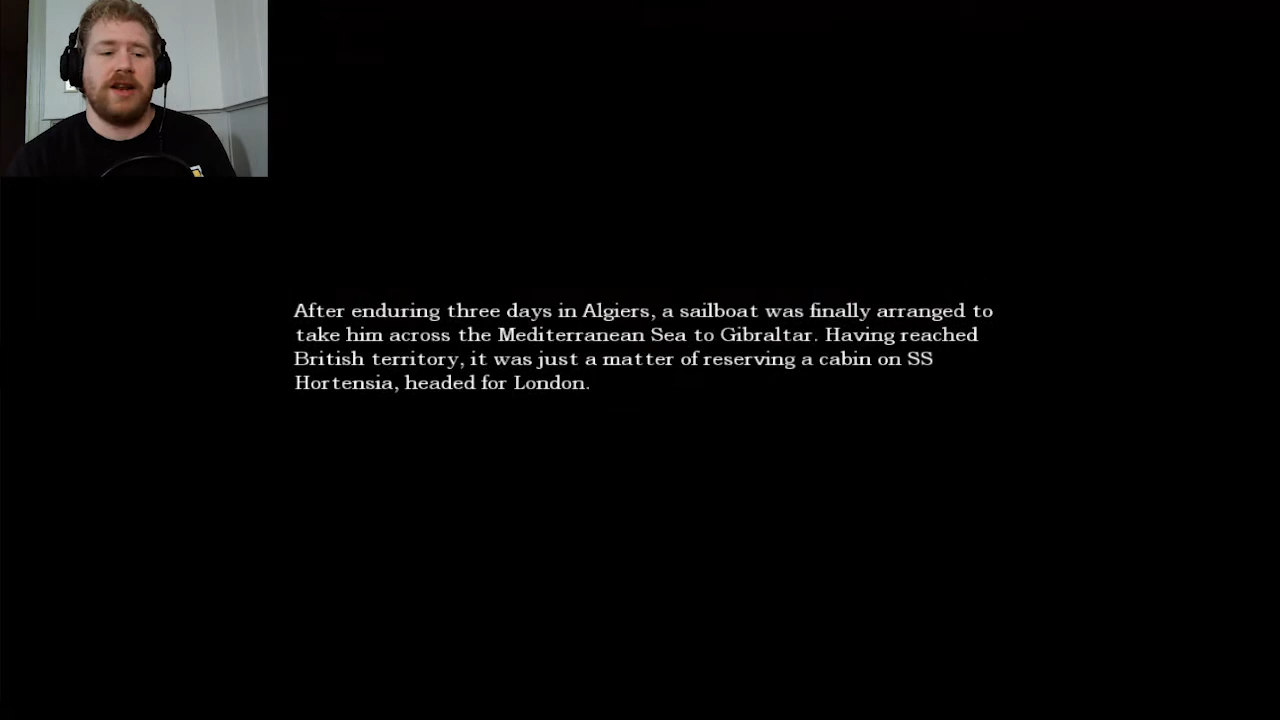 After enduring three days in Algiers, a sailboat was finally arranged to
take him across the Mediterranean Sea to Gibraltar. Having reached
British territory, it was just a matter of reserving a cabin on SS
Hortensia, headed for London.